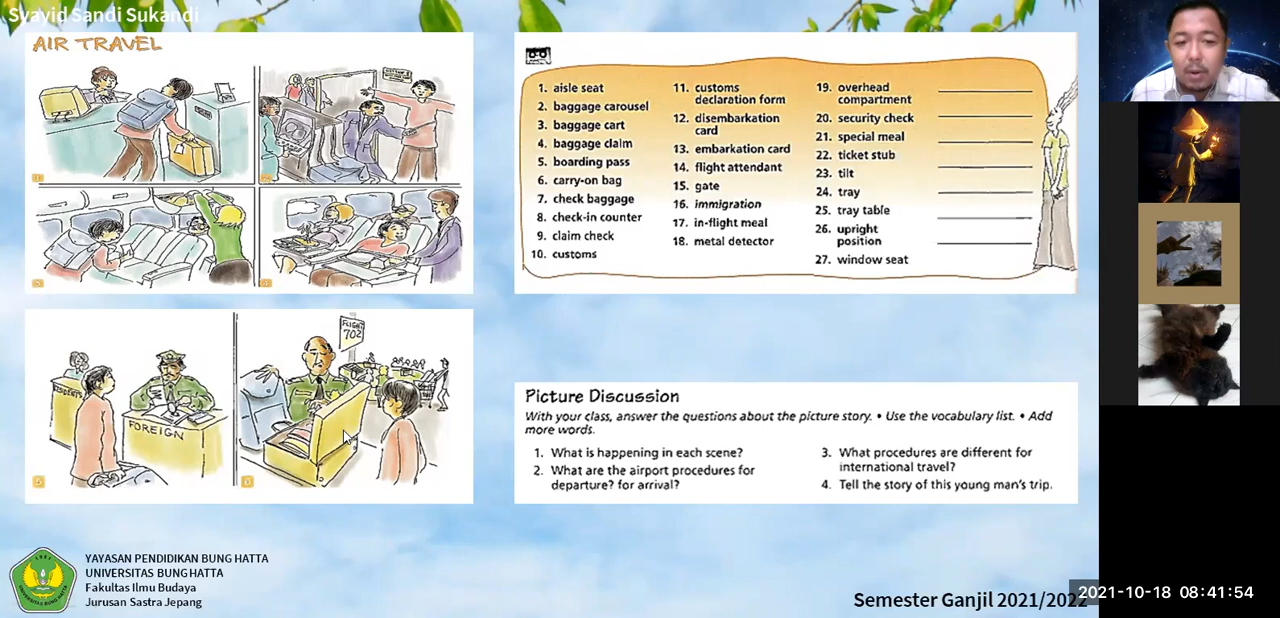 Syayid Sandi Sukandi
AIR TRAVEL
FOREIGN
FLIGHT
702
1. aisle seat
2. baggage carousel
3. baggage cart
4. baggage claim
5. boarding pass
6. carry-on bag
7. check baggage
8. check-in counter
9. claim check
10. customs
11. customs
declaration form
12. disembarkation
card
13. embarkation card
14. flight attendant
15. gate
16. immigration
17. in-flight meal
18. metal detector
19. overhead
compartment
20. security check
21. special meal
22. ticket stub
23. tilt
24. tray
25. tray table
26. upright
position
27. window seat
Picture Discussion
With your class, answer the questions about the picture story. • Use the vocabulary list. • Add
more words.
1. What is happening in each scene?
2. What are the airport procedures for
departure? for arrival?
3. What procedures are different for
international travel?
4. Tell the story of this young man's trip.
YAYASAN PENDIDIKAN BUNG HATTA
UNIVERSITAS BUNG HATTA
Fakultas Ilmu Budaya
Jurusan Sastra Jepang
Semester Ganjil 2021/2022
2021-10-18 08:41:54